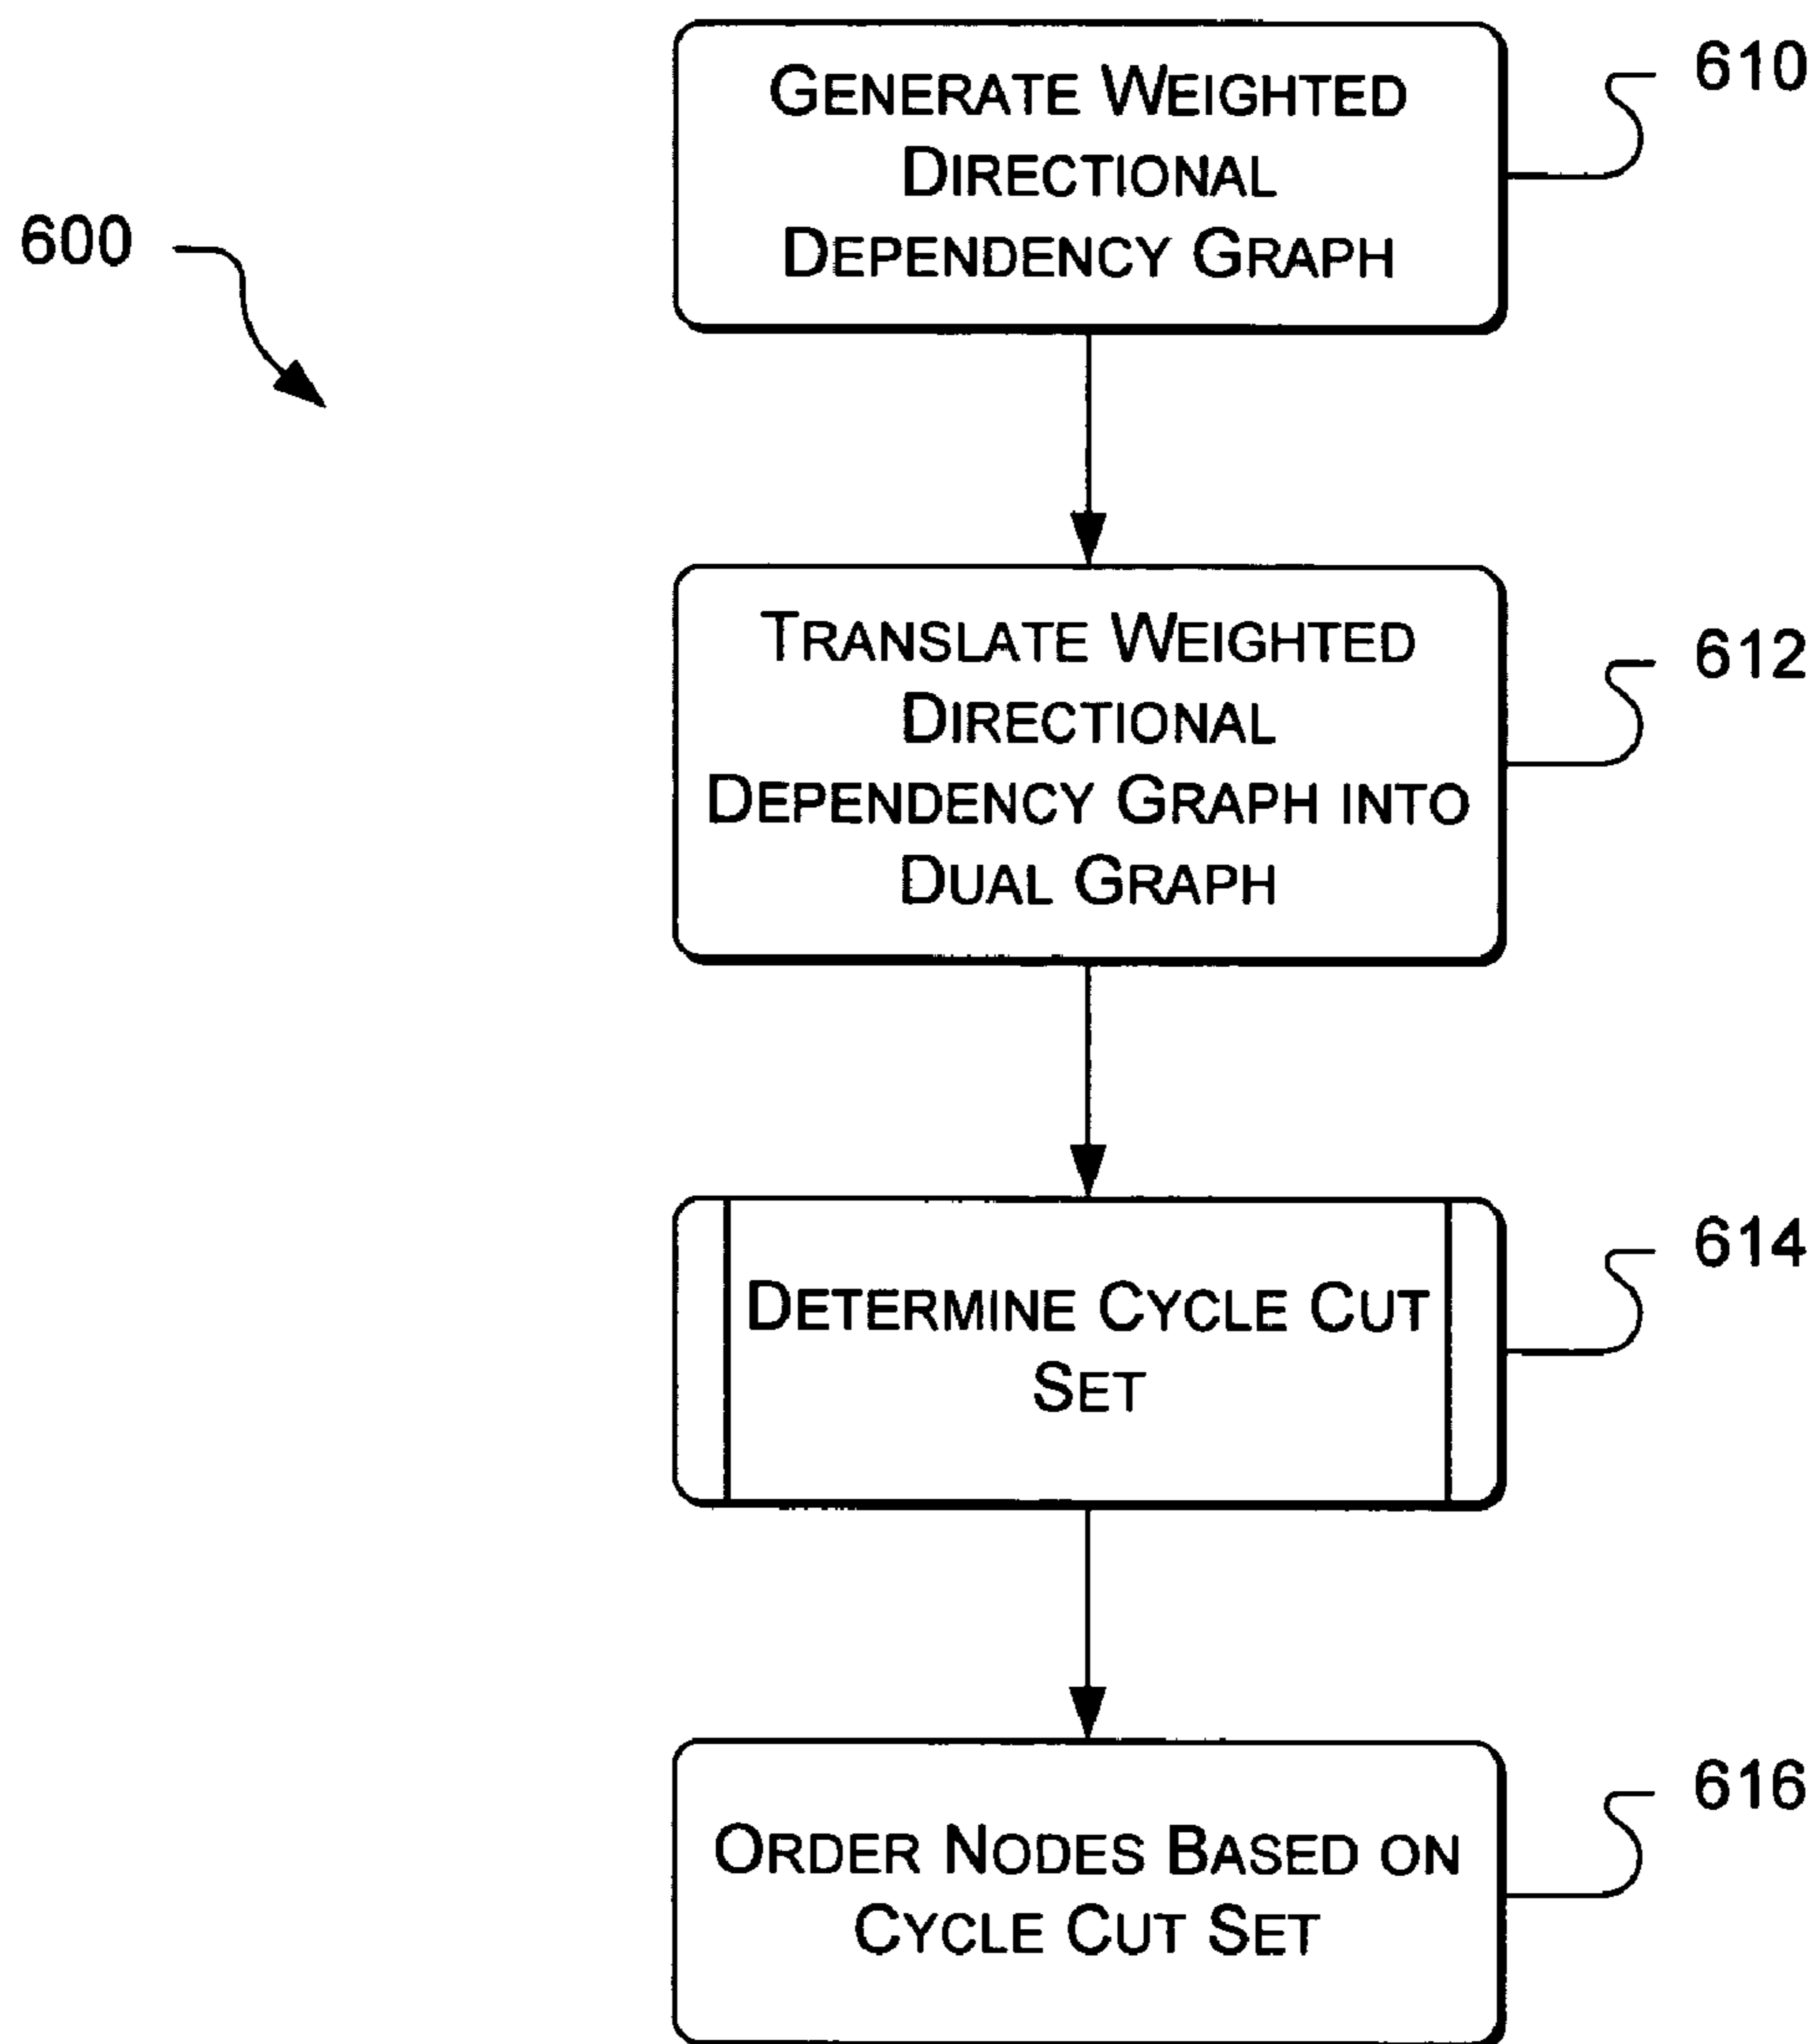 600
GENERATE WEIGHTED
DIRECTIONAL
DEPENDENCY GRAPH
610
TRANSLATE WEIGHTED
DIRECTIONAL
DEPENDENCY GRAPH INTO
DUAL GRAPH
612
DETERMINE CYCLE CUT
SET
614
ORDER NODES BASED ON
CYCLE CUT SET
616